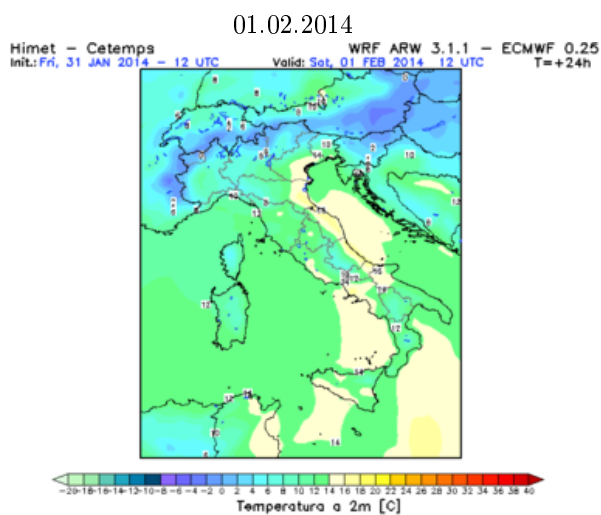 01.02.2014
Himet - Cetemps WRF ARW 3.1.1 - ECMWF 0.25
Init.: Fri, 31 JAN 2014 - 12 UTC Valid: Sat, 01 FEB 2014 12 UTC T=+24h
-20-18-16-14-12-10-8 -6 -4 -2 0 2 4 6 8 10 12 14 16 18 20 22 24 26 28 30 32 34 36 38 40
Temperatura a 2m [C]